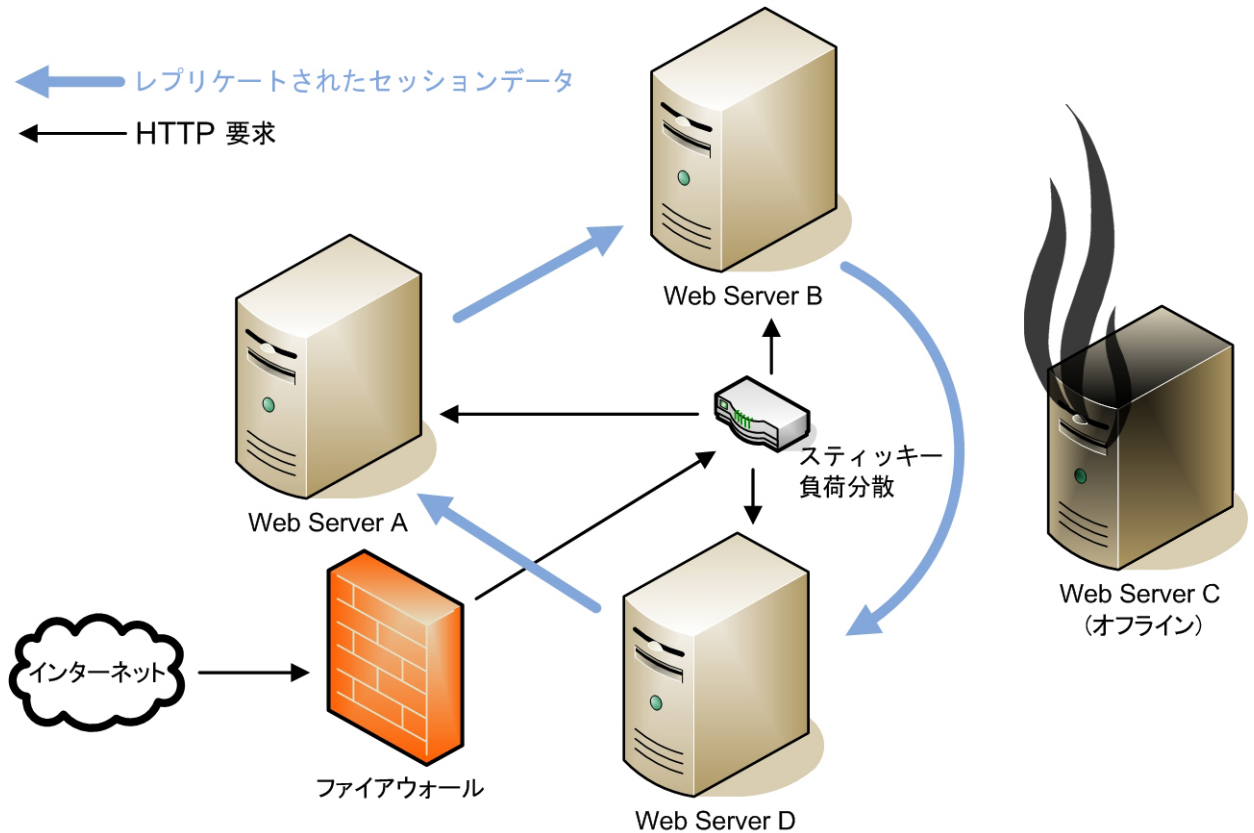 レプリケートされたセッションデータ
HTTP 要求
Web Server B
スティッキー
負荷分散
Web Server A
Web Server C
(オフライン)
インターネット
ファイアウォール
Web Server D